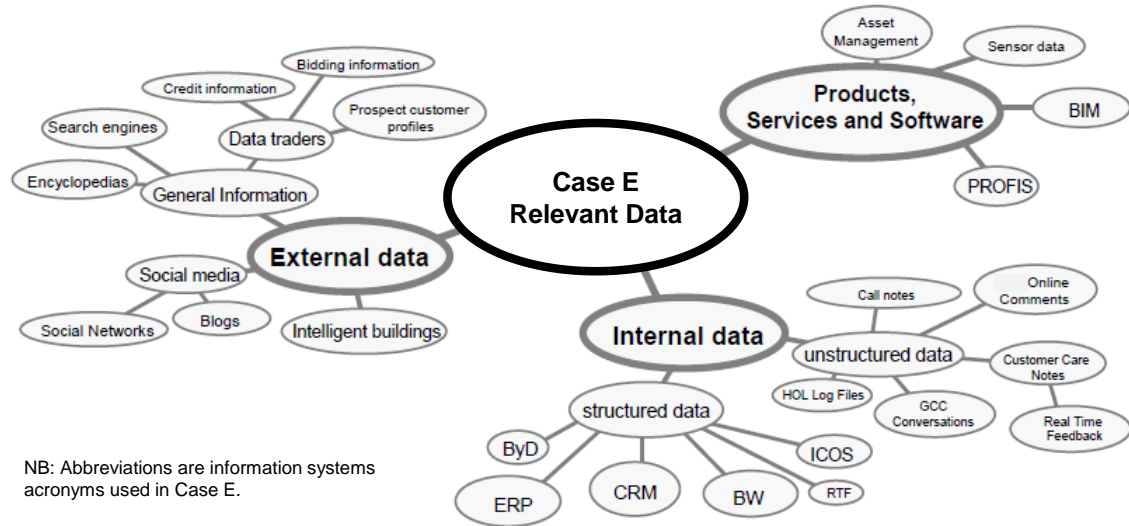 Asset
Management
Sensor data
Products,
Services and Software
BIM
PROFIS
Bidding information
Credit information
Prospect customer
profiles
Search engines
Data traders
Encyclopedias
General Information
Case E
Relevant Data
External data
Social media
Social Networks
Blogs
Intelligent buildings
Internal data
Call notes
Online
Comments
unstructured data
Customer Care
Notes
HOL Log Files
GCC
Conversations
Real Time
Feedback
structured data
ByD
ERP
CRM
BW
RTF
ICOS
NB: Abbreviations are information systems
acronyms used in Case E.